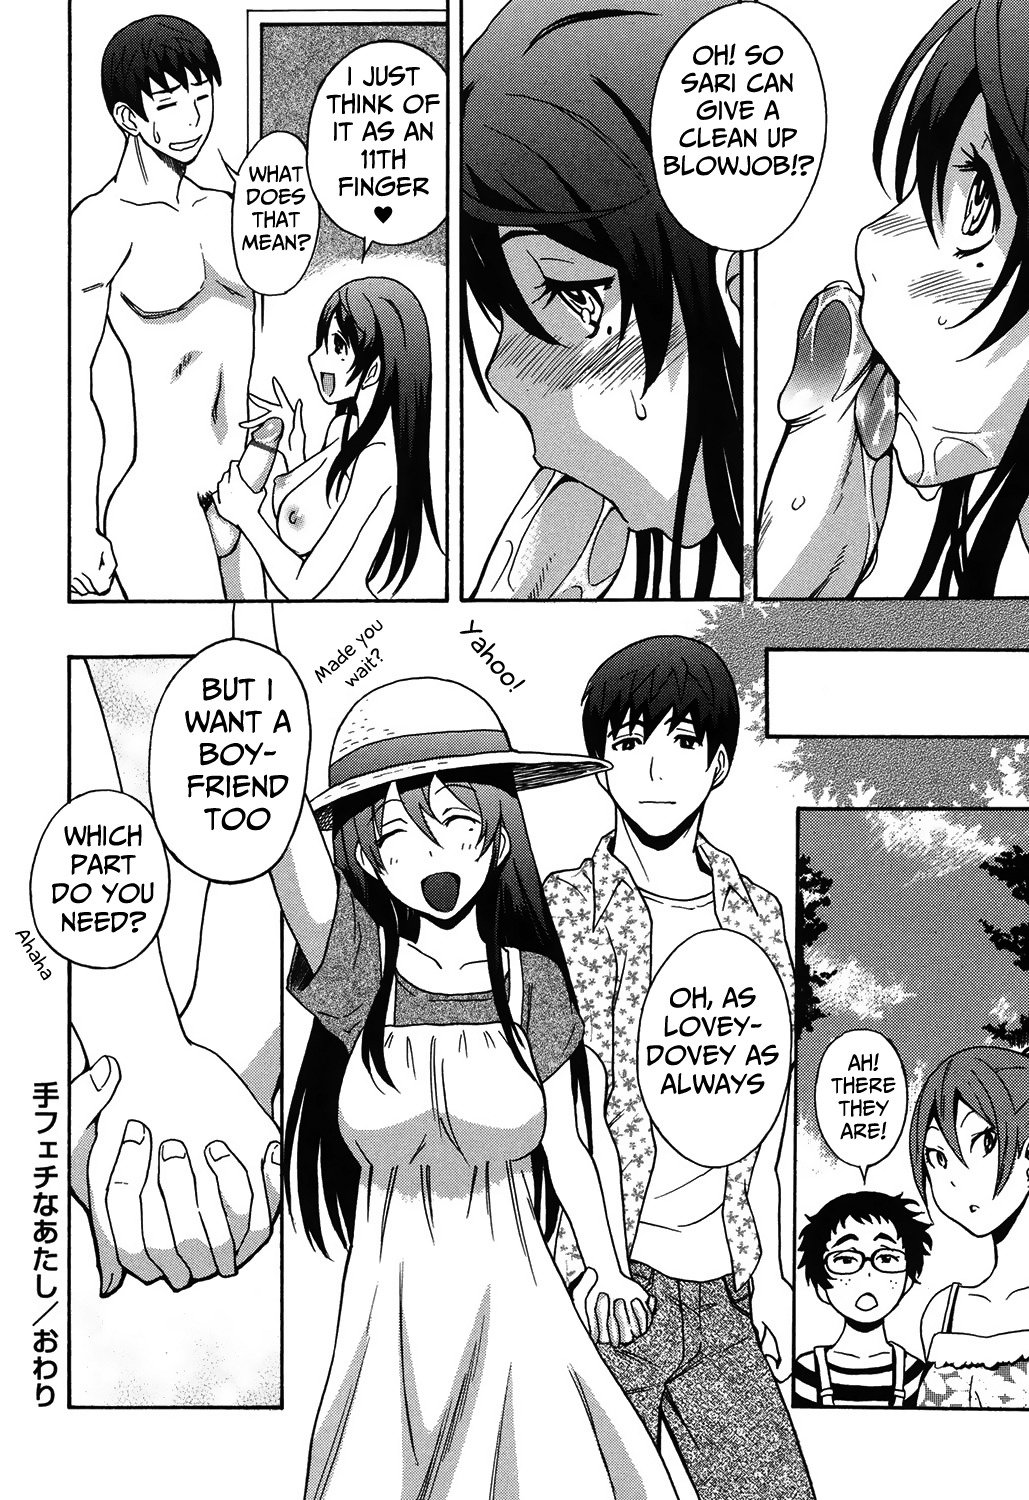 OH! SO
SARI CAN
GIVE A
CLEAN UP
BLOWJOB!?
I JUST
THINK OF
IT AS AN
11TH
FINGER
♥
WHAT
DOES
THAT
MEAN?
AH!
THERE
THEY
ARE!
OH, AS
LOVEY-
DOVEY AS
ALWAYS
Yahoo!
Made you
wait?
BUT I
WANT A
BOY-
FRIEND
TOO
WHICH
PART
DO YOU
NEED?
Ahaha
手フェチなあたし／おわり